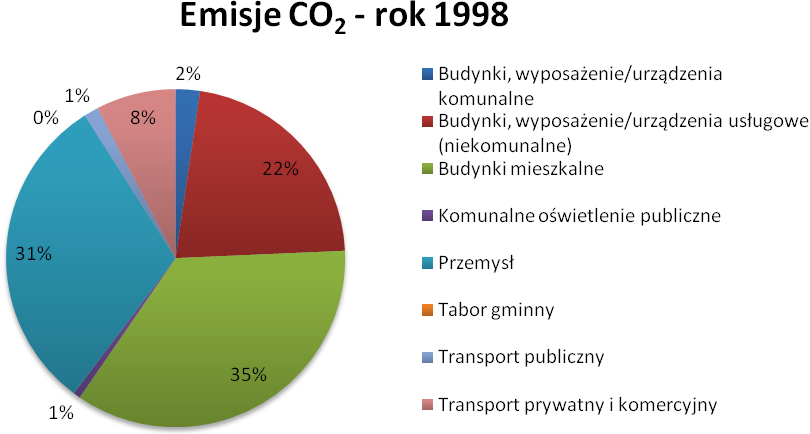 Emisje CO₂ - rok 1998
2%
22%
35%
1%
31%
0%
1%
8%
Budynki, wyposażenie/urządzenia
komunalne
Budynki, wyposażenie/urządzenia usługowe
(niekomunalne)
Budynki mieszkalne
Komunalne oświetlenie publiczne
Przemysł
Tabor gminny
Transport publiczny
Transport prywatny i komercyjny